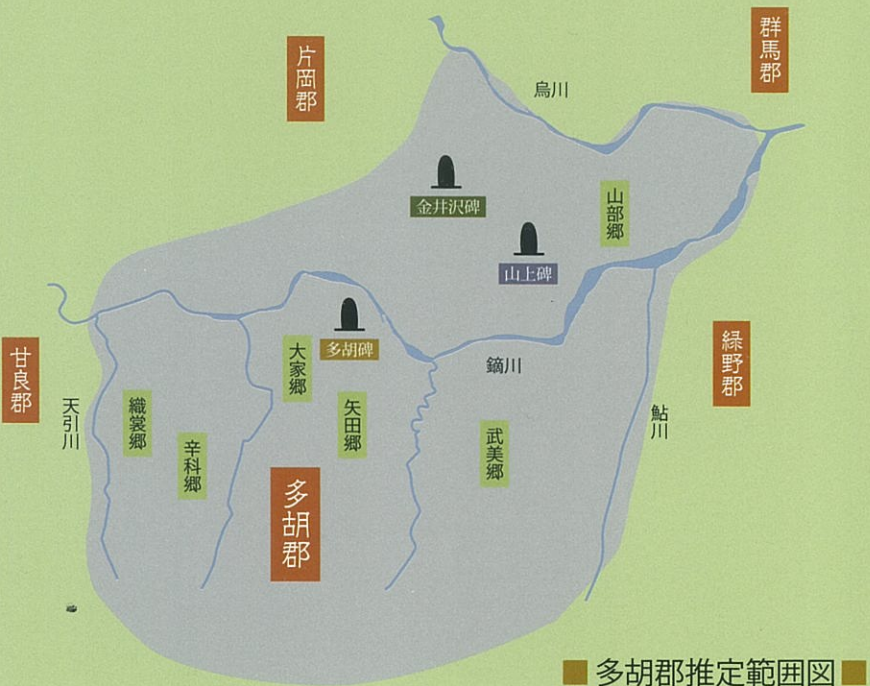 片岡郡
群馬郡
烏川
金井沢碑
山部郷
山上碑
多胡碑
甘良郡
天引川
織裳郷
辛科郷
大家郷
矢田郷
鏑川
武美郷
鮎川
緑野郡
多胡郡
■ 多胡郡推定範囲図 ■